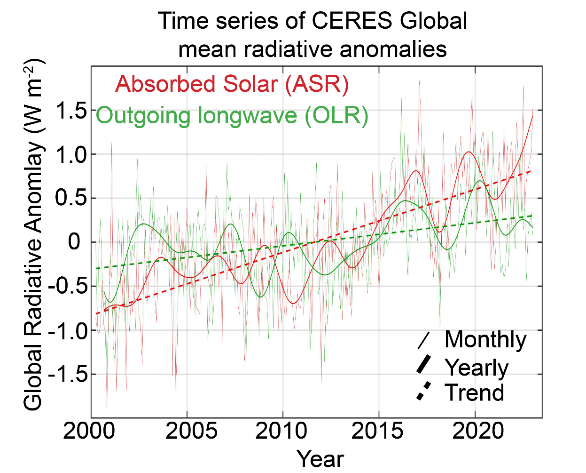 Time series of CERES Global
mean radiative anomalies
Absorbed Solar (ASR)
Outgoing longwave (OLR)
Global Radiative Anomlay (W m⁻²)
1.5
1.0
0.5
0
-0.5
-1.0
-1.5
Monthly
Yearly
Trend
2000 2005 2010 2015 2020
Year